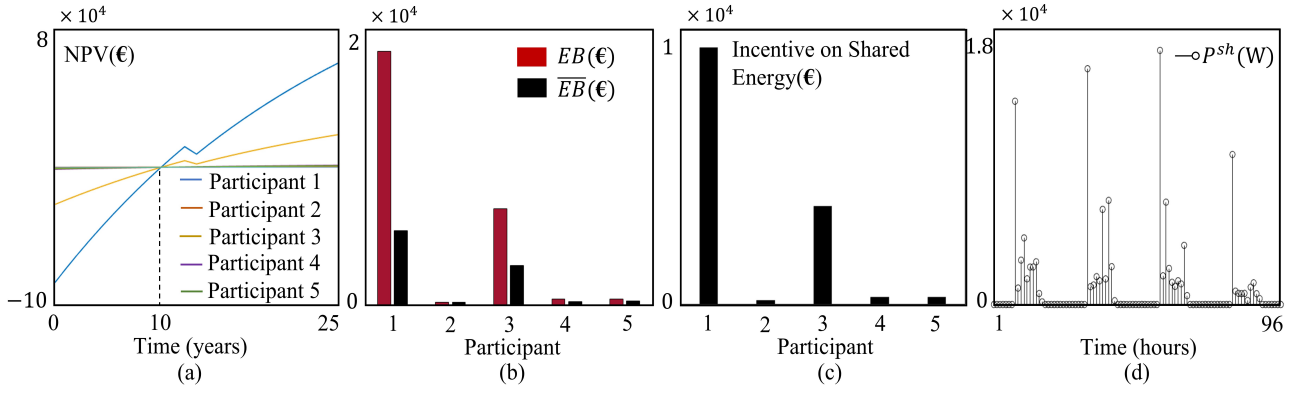 × 10⁴
8
NPV(€)
Participant 1
Participant 2
Participant 3
Participant 4
Participant 5
−10
0 10 25
Time (years)
(a)
× 10⁴
2
EB(€)
E̅B̅(€)
0
1 2 3 4 5
Participant
(b)
× 10⁴
1
Incentive on Shared
Energy(€)
0
1 2 3 4 5
Participant
(c)
× 10⁴
1.8
Pˢʰ(W)
0
1 96
Time (hours)
(d)